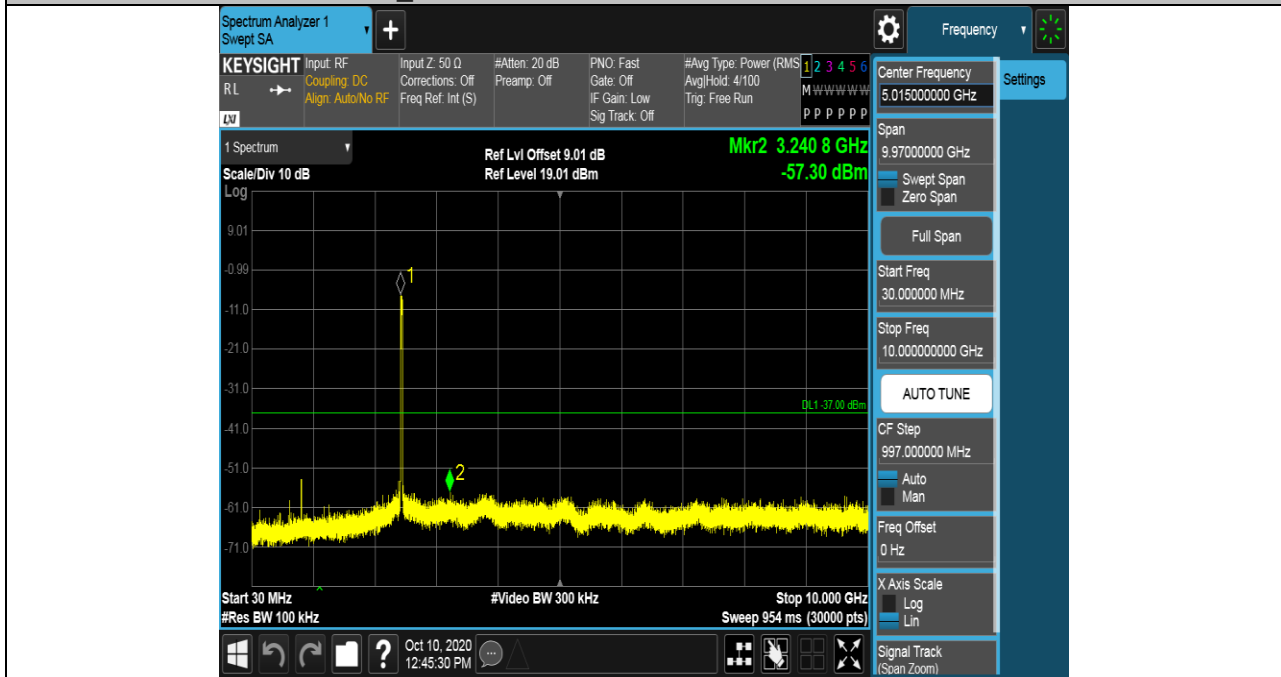 Spectrum Analyzer 1
Swept SA
+
Frequency
KEYSIGHT
RL
LXI
Input: RF
Coupling: DC
Align: Auto/No RF
Input Z: 50 Ω
Corrections: Off
Freq Ref: Int (S)
#Atten: 20 dB
Preamp: Off
PNO: Fast
Gate: Off
IF Gain: Low
Sig Track: Off
#Avg Type: Power (RMS
Avg|Hold: 4/100
Trig: Free Run
1 2 3 4 5 6
M W W W W W
P P P P P P
1 Spectrum
Scale/Div 10 dB
Ref Lvl Offset 9.01 dB
Ref Level 19.01 dBm
Mkr2 3.240 8 GHz
-57.30 dBm
Log
9.01
-0.99
-11.0
-21.0
-31.0
-41.0
-51.0
-61.0
-71.0
1
2
DL1 -37.00 dBm
Start 30 MHz
#Res BW 100 kHz
#Video BW 300 kHz
Stop 10.000 GHz
Sweep 954 ms (30000 pts)
Center Frequency
5.015000000 GHz
Settings
Span
9.97000000 GHz
Swept Span
Zero Span
Full Span
Start Freq
30.000000 MHz
Stop Freq
10.000000000 GHz
AUTO TUNE
CF Step
997.000000 MHz
Auto
Man
Freq Offset
0 Hz
X Axis Scale
Log
Lin
Signal Track
(Span Zoom)
?
Oct 10, 2020
12:45:30 PM